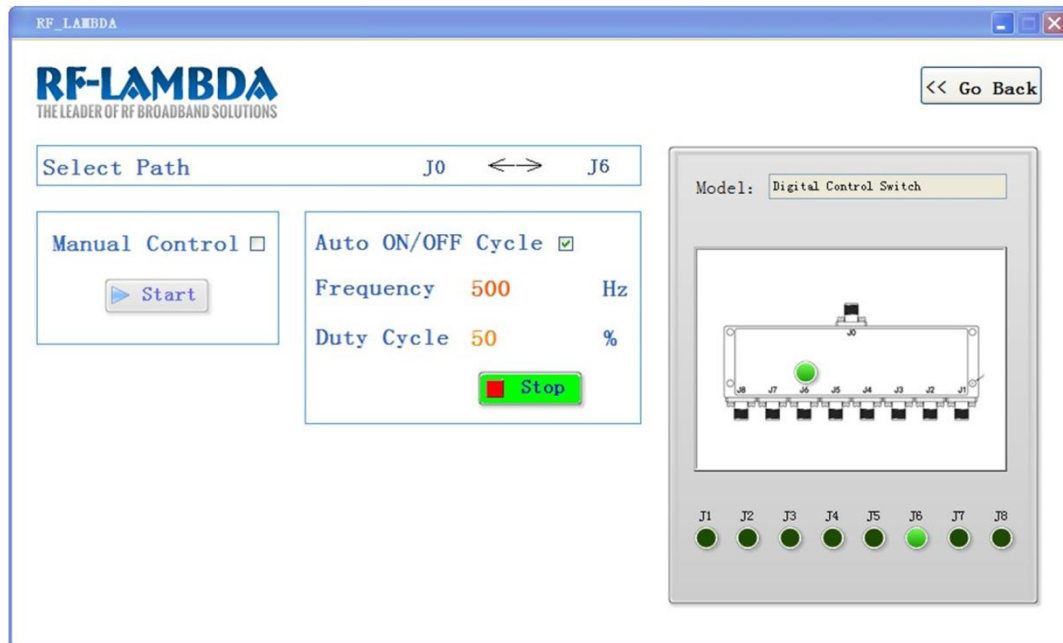 RF_LAMBDA
RF-LAMBDA
THE LEADER OF RF BROADBAND SOLUTIONS
<< Go Back
Select Path J0 J6
Model: Digital Control Switch
Manual Control
Start
Auto ON/OFF Cycle
Frequency 500 Hz
Duty Cycle 50 %
Stop
J0
J8 J7 J6 J5 J4 J3 J2 J1
J1 J2 J3 J4 J5 J6 J7 J8